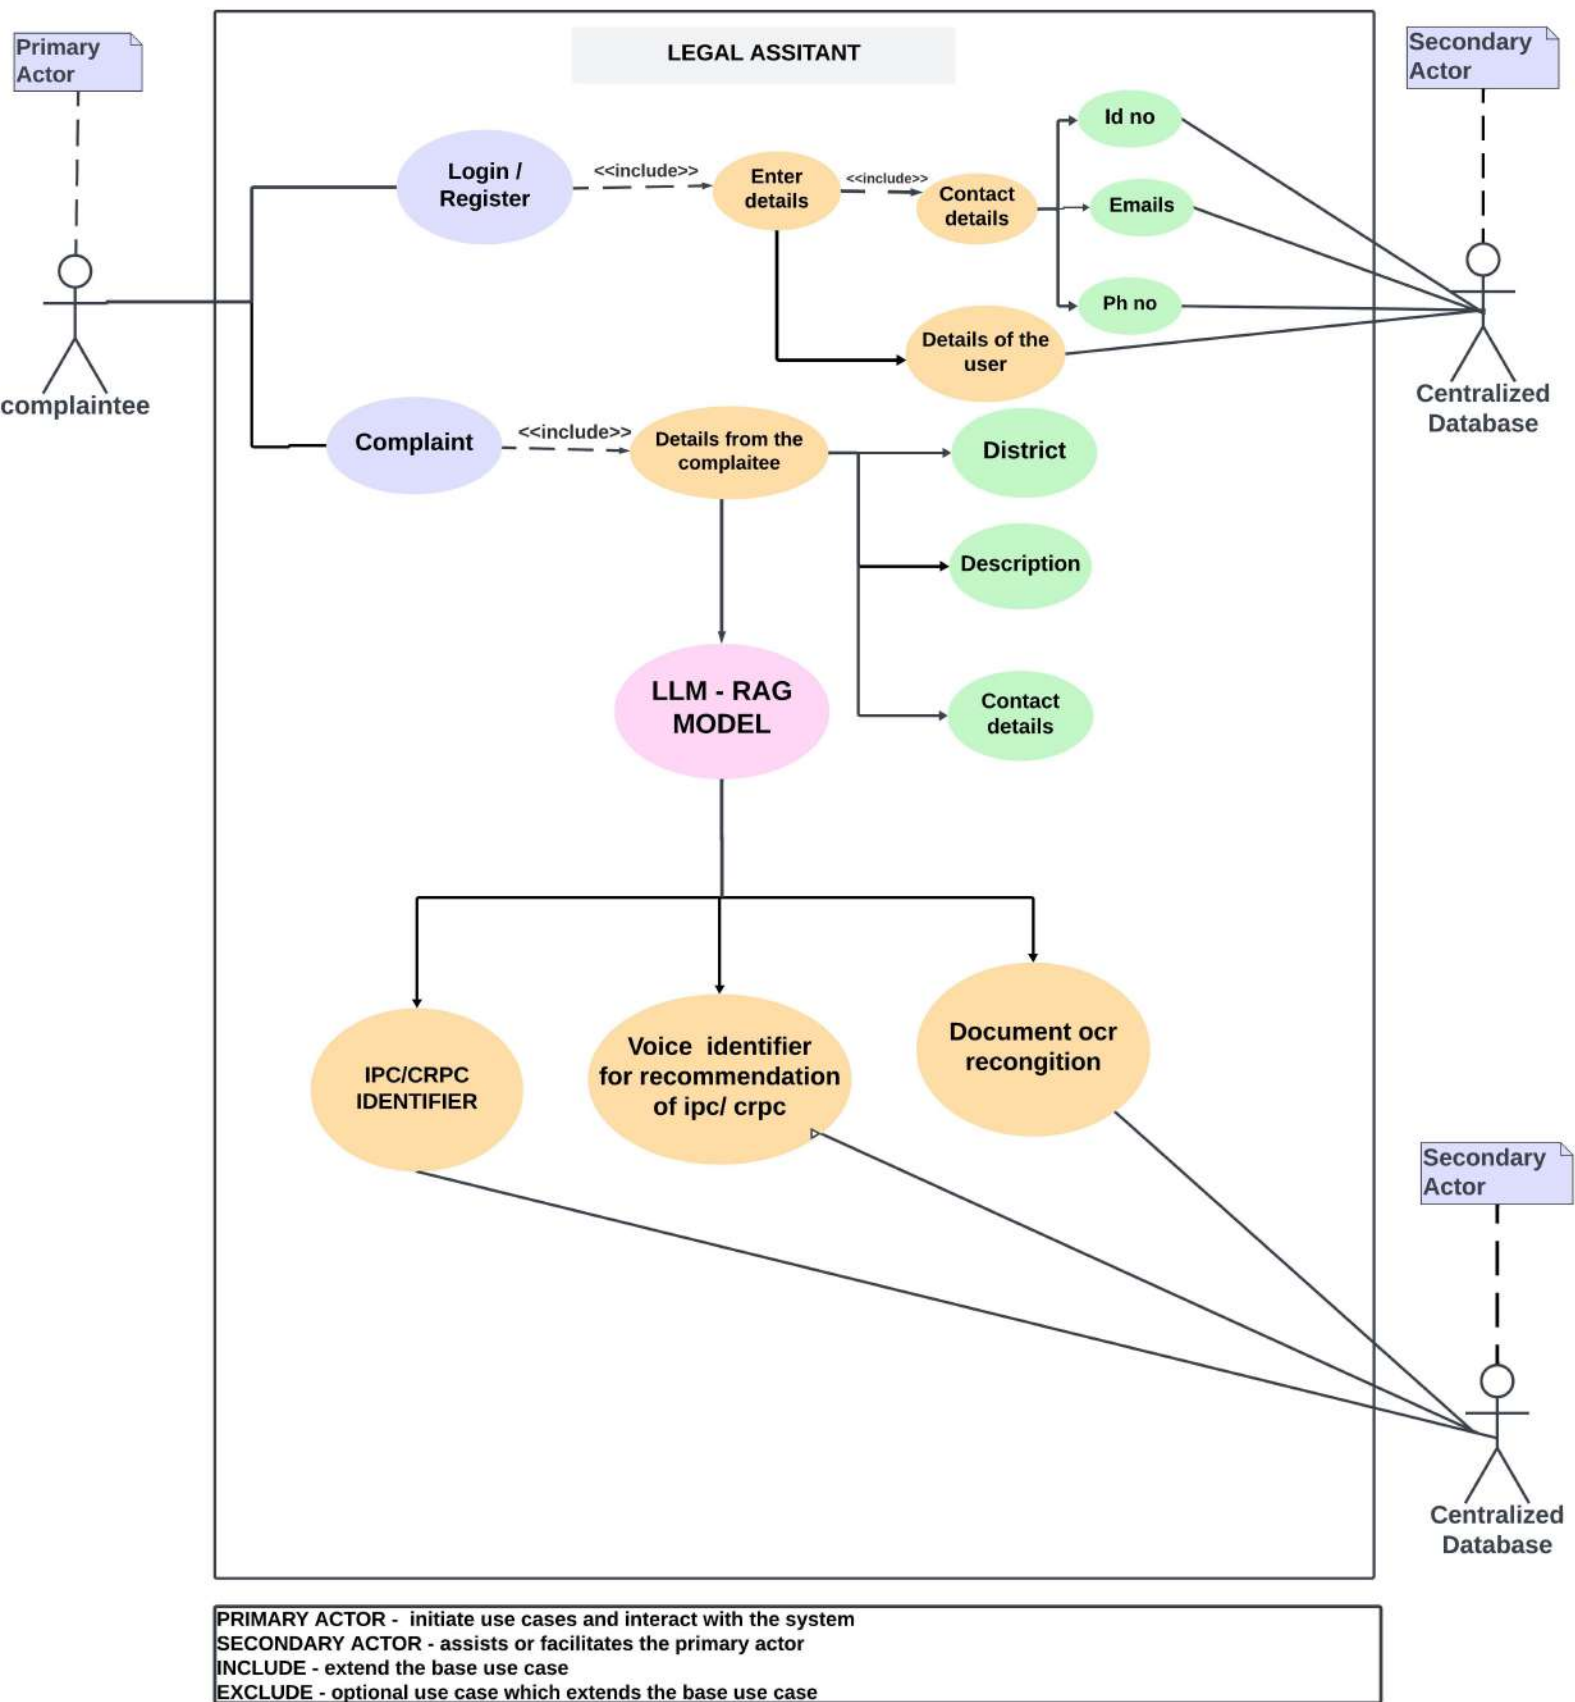 Primary
Actor
LEGAL ASSITANT
Secondary
Actor
Id no
Login /
Register
<<include>>
Enter
details
<<include>>
Contact
details
Emails
Ph no
Details of the
user
complaintee
Centralized
Database
Complaint
<<include>>
Details from the
complaitee
District
Description
LLM - RAG
MODEL
Contact
details
IPC/CRPC
IDENTIFIER
Voice identifier
for recommendation
of ipc/ crpc
Document ocr
recongition
Secondary
Actor
Centralized
Database
PRIMARY ACTOR - initiate use cases and interact with the system
SECONDARY ACTOR - assists or facilitates the primary actor
INCLUDE - extend the base use case
EXCLUDE - optional use case which extends the base use case